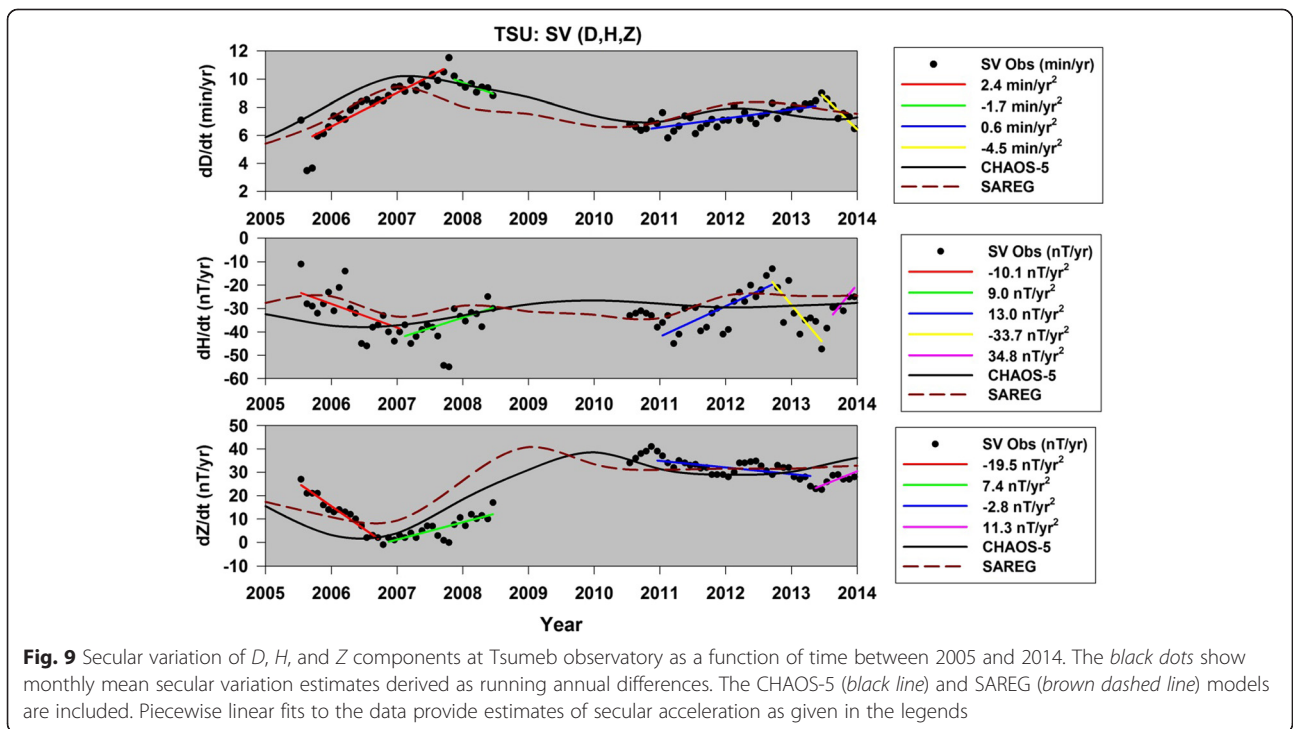 TSU: SV (D,H,Z)
dD/dt (min/yr)
12
10
8
6
4
2
2005 2006 2007 2008 2009 2010 2011 2012 2013 2014
SV Obs (min/yr)
2.4 min/yr²
-1.7 min/yr²
0.6 min/yr²
-4.5 min/yr²
CHAOS-5
SAREG
dH/dt (nT/yr)
0
-10
-20
-30
-40
-50
-60
2005 2006 2007 2008 2009 2010 2011 2012 2013 2014
SV Obs (nT/yr)
-10.1 nT/yr²
9.0 nT/yr²
13.0 nT/yr²
-33.7 nT/yr²
34.8 nT/yr²
CHAOS-5
SAREG
dZ/dt (nT/yr)
50
40
30
20
10
0
-10
2005 2006 2007 2008 2009 2010 2011 2012 2013 2014
Year
SV Obs (nT/yr)
-19.5 nT/yr²
7.4 nT/yr²
-2.8 nT/yr²
11.3 nT/yr²
CHAOS-5
SAREG
Fig. 9 Secular variation of D, H, and Z components at Tsumeb observatory as a function of time between 2005 and 2014. The black dots show
monthly mean secular variation estimates derived as running annual differences. The CHAOS-5 (black line) and SAREG (brown dashed line) models
are included. Piecewise linear fits to the data provide estimates of secular acceleration as given in the legends